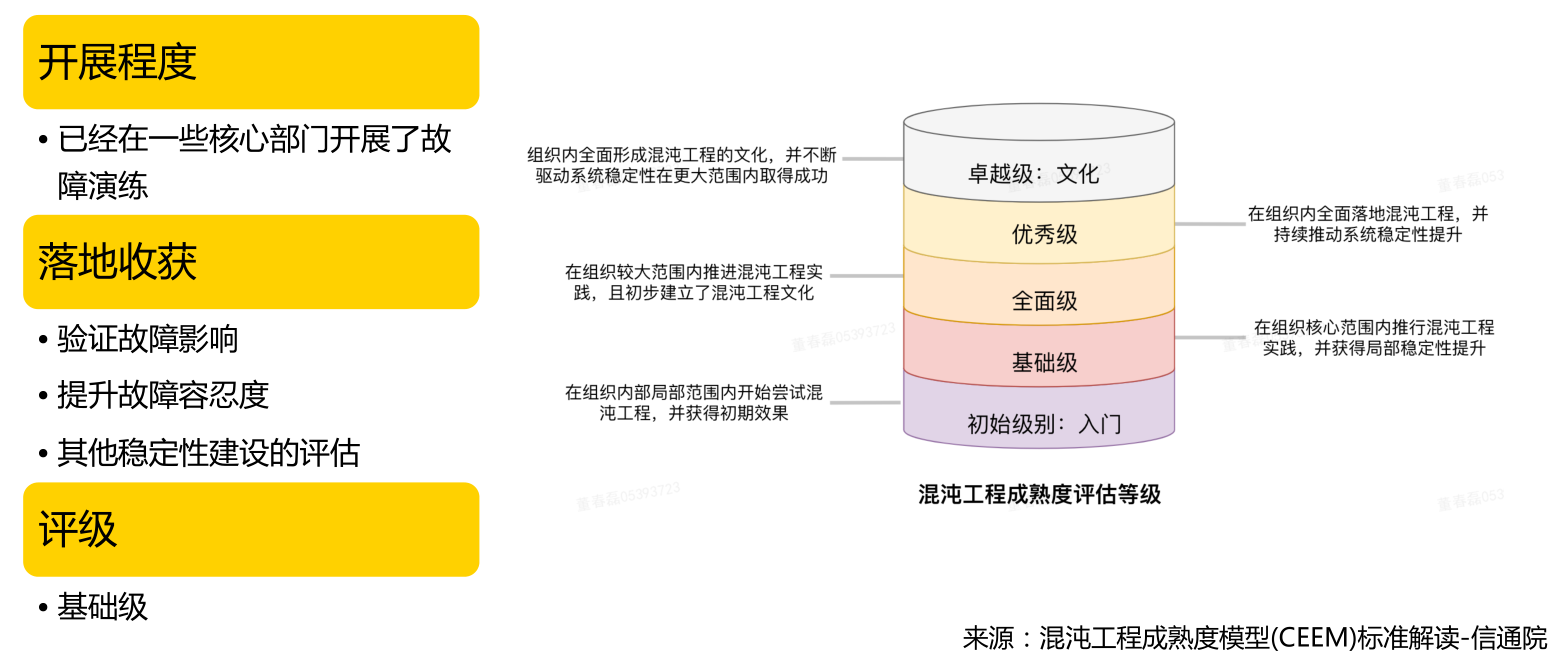 开展程度
• 已经在一些核心部门开展了故
障演练
落地收获
• 验证故障影响
• 提升故障容忍度
• 其他稳定性建设的评估
评级
• 基础级
组织内全面形成混沌工程的文化，并不断
驱动系统稳定性在更大范围内取得成功
卓越级：文化
在组织内全面落地混沌工程，并
持续推动系统稳定性提升
优秀级
在组织较大范围内推进混沌工程实
践，且初步建立了混沌工程文化
全面级
在组织核心范围内推行混沌工程
实践，并获得局部稳定性提升
基础级
在组织内部局部范围内开始尝试混
沌工程，并获得初期效果
初始级别：入门
混沌工程成熟度评估等级
董春磊05393723
董春磊05393723
董春磊053
董春磊053
来源：混沌工程成熟度模型(CEEM)标准解读-信通院